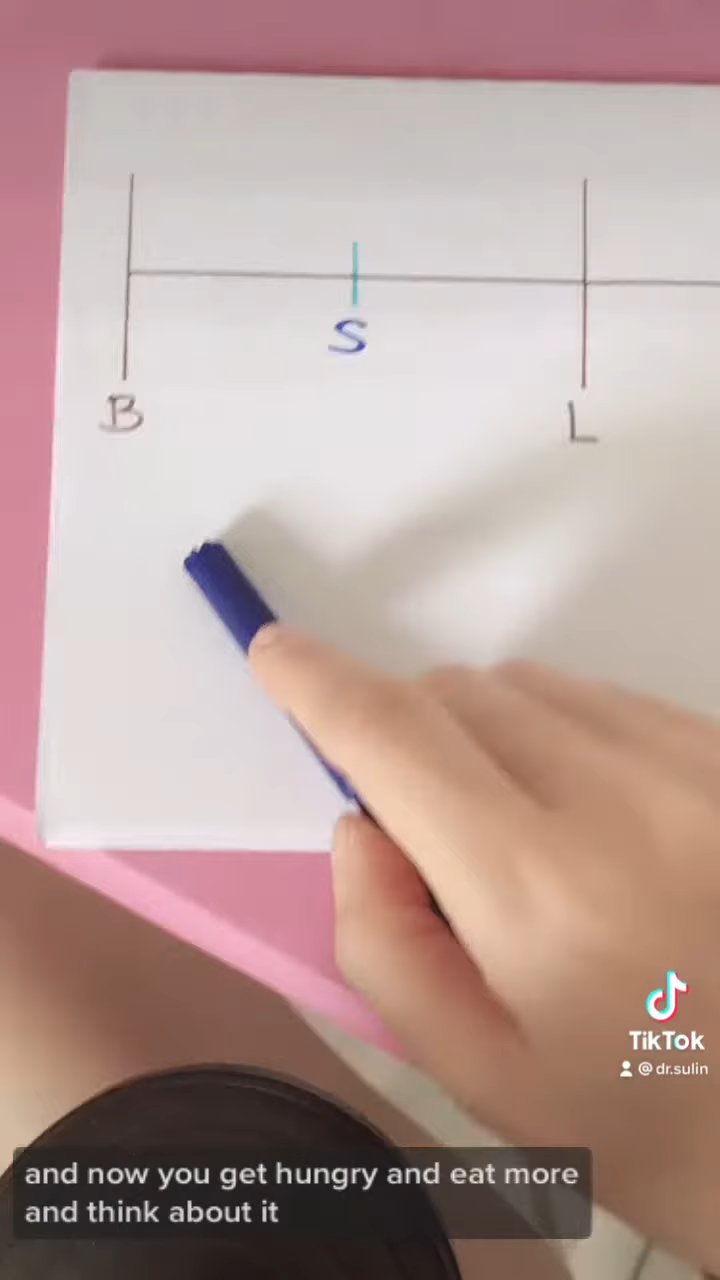 S
B
L
TikTok
@dr.sulin
and now you get hungry and eat more
and think about it